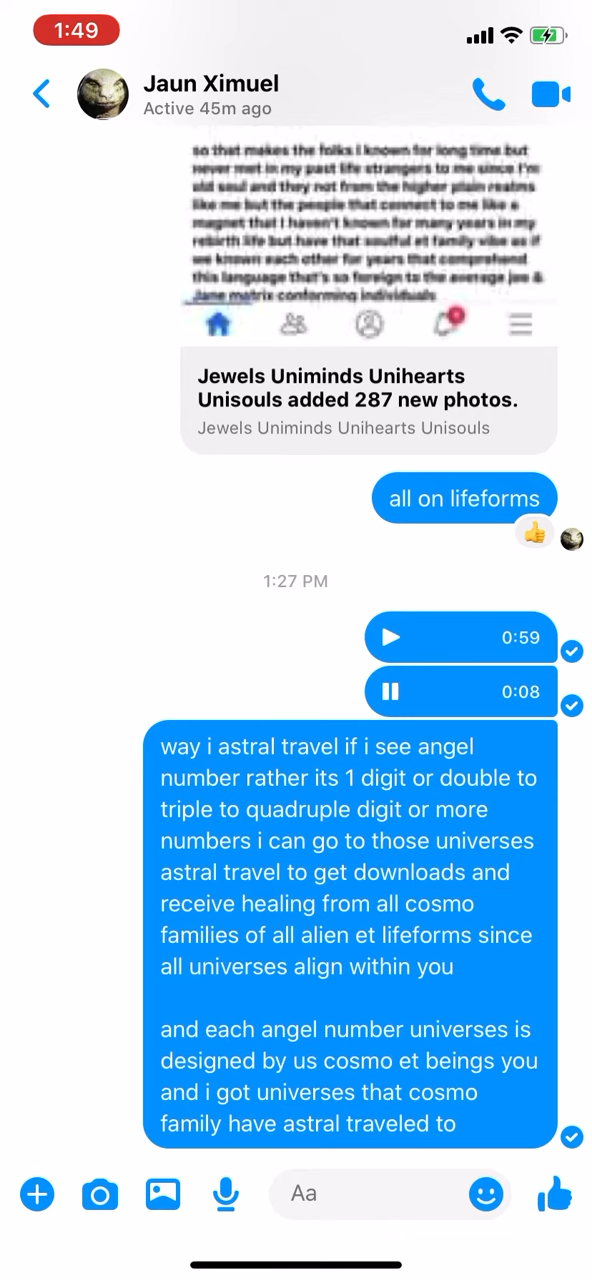 1:49
Jaun Ximuel
Active 45m ago
so that makes the folks I known for long time but
never met in my past life strangers to me since I'm
old soul and they not from the higher plain realms
like me but the people that connect to me like a
magnet that I haven't known for many years in my
rebirth life but have that soulful et family vibe as if
we known each other for years that comprehend
this language that's so foreign to the average joe &
Jane matrix conforming individuals
Jewels Uniminds Unihearts
Unisouls added 287 new photos.
Jewels Uniminds Unihearts Unisouls
all on lifeforms
1:27 PM
0:59
0:08
way i astral travel if i see angel
number rather its 1 digit or double to
triple to quadruple digit or more
numbers i can go to those universes
astral travel to get downloads and
receive healing from all cosmo
families of all alien et lifeforms since
all universes align within you
and each angel number universes is
designed by us cosmo et beings you
and i got universes that cosmo
family have astral traveled to
Aa